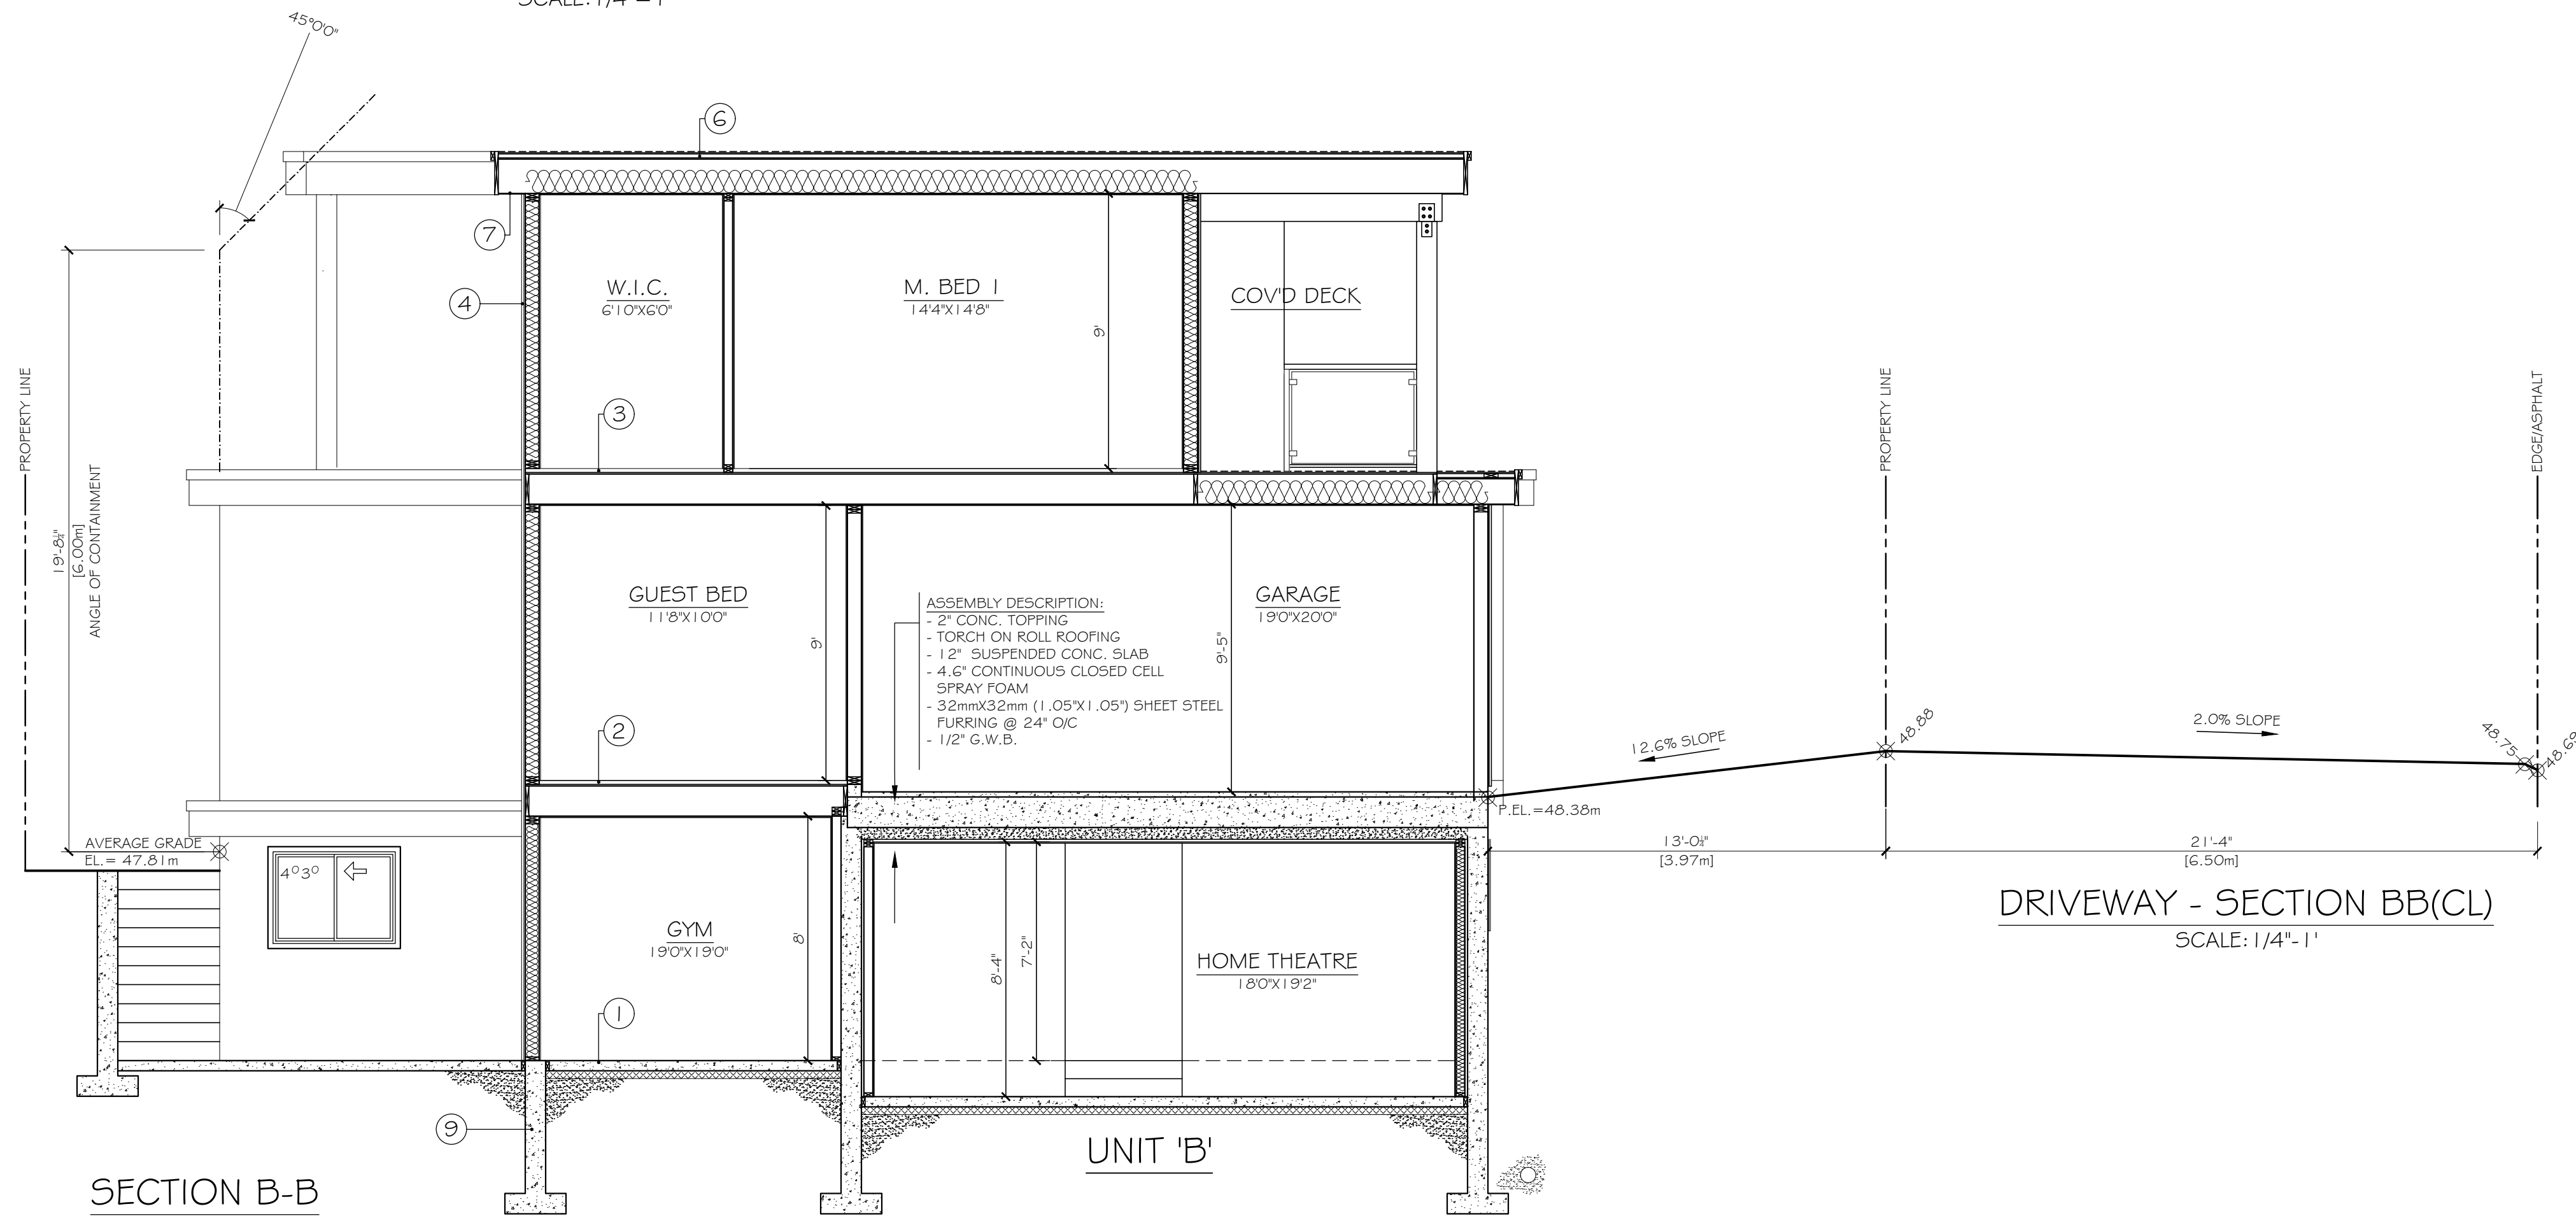 SCALE: 1/4"=1'
45°0'0"
6
7
W.I.C.
6'10"X6'0"
M. BED 1
14'4"X14'8"
9'
COV'D DECK
4
3
PROPERTY LINE
19'-8¼"
[6.00m]
ANGLE OF CONTAINMENT
PROPERTY LINE
EDGE/ASPHALT
GUEST BED
11'8"X10'0"
9'
ASSEMBLY DESCRIPTION:
- 2" CONC. TOPPING
- TORCH ON ROLL ROOFING
- 12" SUSPENDED CONC. SLAB
- 4.6" CONTINUOUS CLOSED CELL
SPRAY FOAM
- 32mmX32mm (1.05"X1.05") SHEET STEEL
FURRING @ 24" O/C
- 1/2" G.W.B.
9'-5"
GARAGE
19'0"X20'0"
2
12.6% SLOPE
48.88
2.0% SLOPE
48.75
48.69
P.EL.=48.38m
AVERAGE GRADE
EL.= 47.81m
13'-0¼"
[3.97m]
21'-4"
[6.50m]
4⁰3⁰
GYM
19'0"X19'0"
8'
8'-4"
7'-2"
HOME THEATRE
18'0"X19'2"
DRIVEWAY - SECTION BB(CL)
SCALE: 1/4"-1'
1
9
UNIT 'B'
SECTION B-B